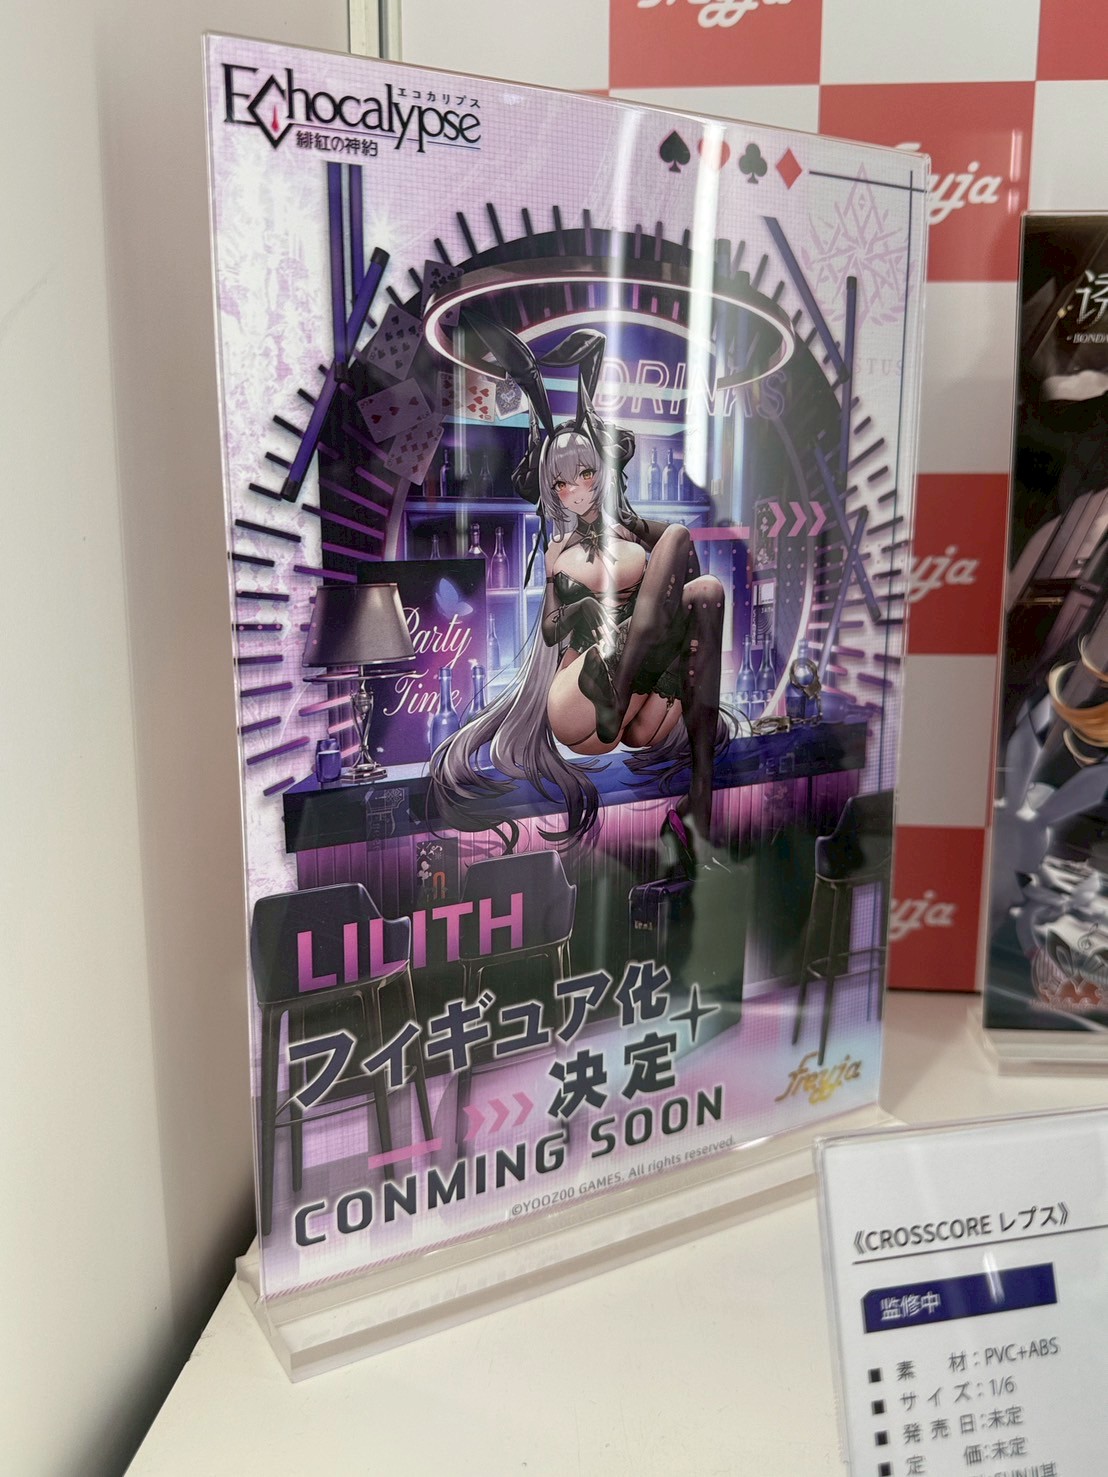 Echocalypse
エコカリプス
緋紅の神約
DRINKS
Party
Time
LILITH
フィギュア化
決定
CONMING SOON
freyja
©YOOZOO GAMES. All rights reserved.
freyja
《CROSSCORE レプス》
監修中
■ 素 材：PVC+ABS
■ サイズ：1/6
■ 発売日：未定
■ 定 価：未定